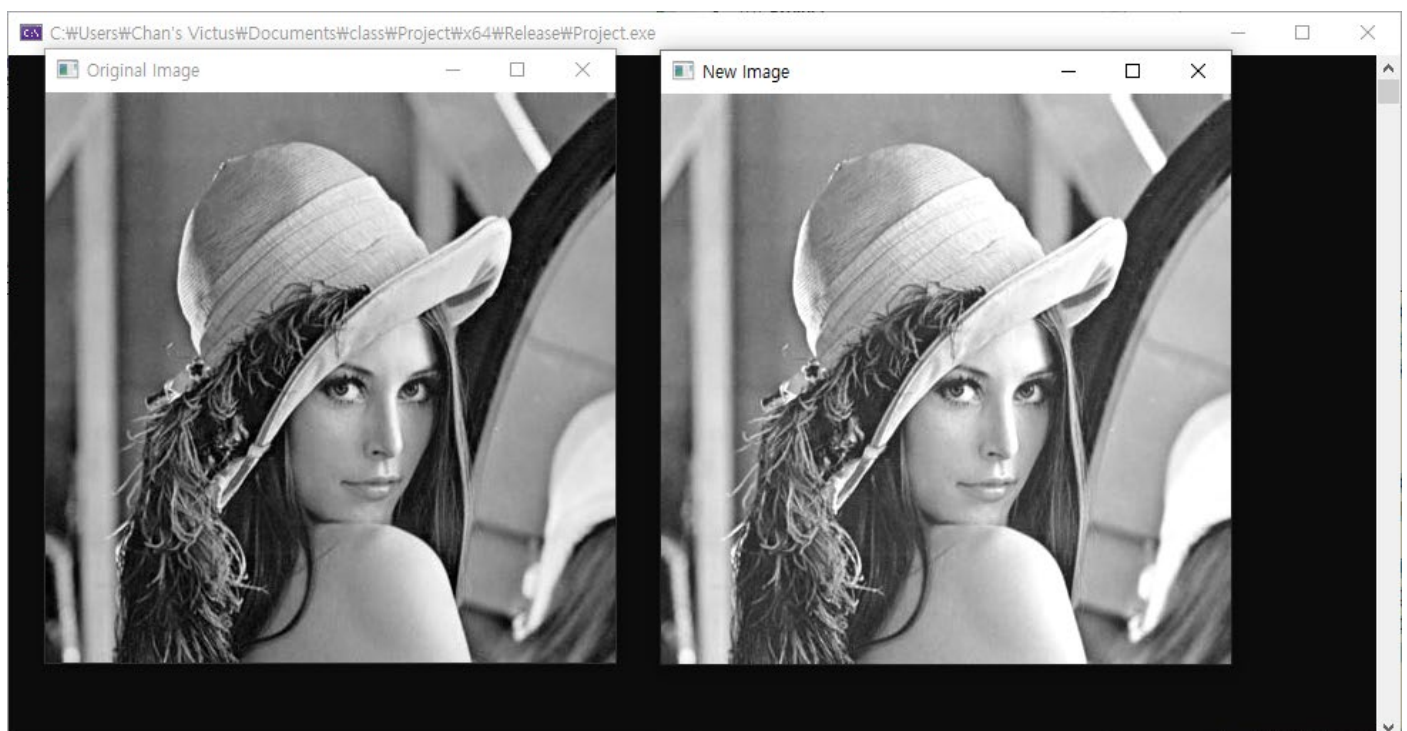 C:₩Users₩Chan's Victus₩Documents₩class₩Project₩x64₩Release₩Project.exe
Original Image
New Image